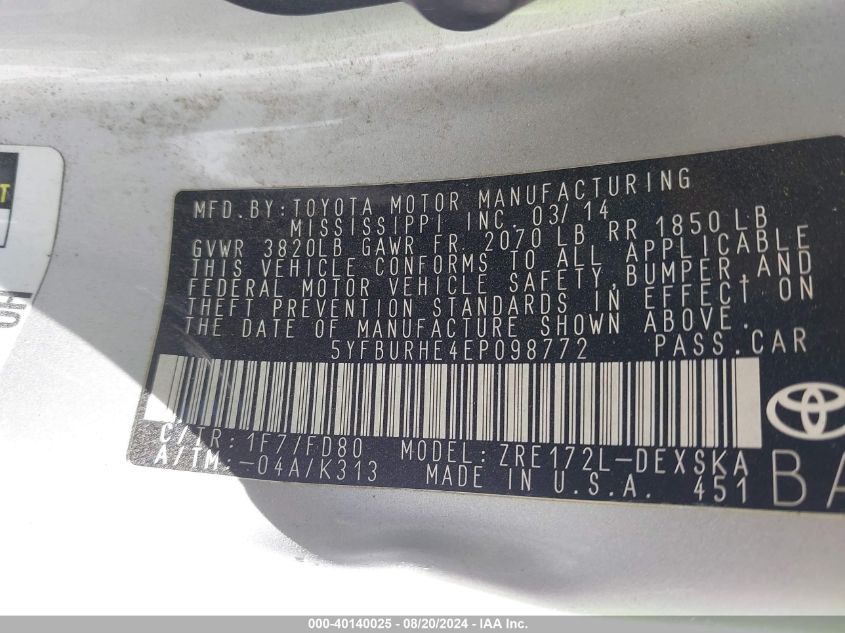 MFD. BY: TOYOTA MOTOR MANUFACTURING
MISSISSIPPI INC. 03/14
GVWR 3820LB GAWR FR. 2070 LB RR 1850 LB
THIS VEHICLE CONFORMS TO ALL APPLICABLE
FEDERAL MOTOR VEHICLE SAFETY, BUMPER, AND
THEFT PREVENTION STANDARDS IN EFFECT ON
THE DATE OF MANUFACTURE SHOWN ABOVE.
5YFBURHE4EP098772 PASS. CAR
C/TR: 1F7/FD80 MODEL: ZRE172L-DEXSKA
A/TM: -04A/K313 MADE IN U.S.A. 451
BA
000-40140025 - 08/20/2024 - IAA Inc.